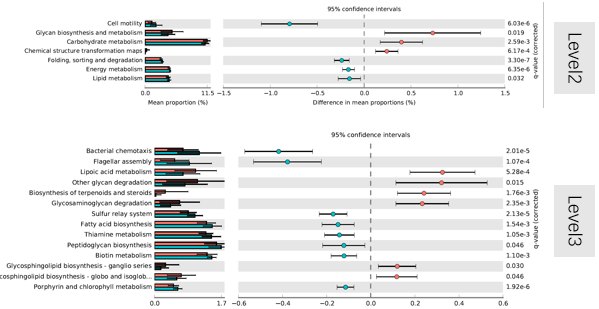 95% confidence intervals
Cell motility 6.03e-6
Glycan biosynthesis and metabolism 0.019
Carbohydrate metabolism 2.59e-3
Chemical structure transformation maps 6.17e-4
Folding, sorting and degradation 3.30e-7
Energy metabolism 6.35e-6
Lipid metabolism 0.032
q-value (corrected)
Level2
0.0 11.5 −1.5 −1.0 −0.5 0.0 0.5 1.0 1.5
Mean proportion (%) Difference in mean proportions (%)
95% confidence intervals
Bacterial chemotaxis 2.01e-5
Flagellar assembly 1.07e-4
Lipoic acid metabolism 5.28e-4
Other glycan degradation 0.015
Biosynthesis of terpenoids and steroids 1.76e-3
Glycosaminoglycan degradation 2.35e-3
Sulfur relay system 2.13e-5
Fatty acid biosynthesis 1.54e-3
Thiamine metabolism 1.05e-3
Peptidoglycan biosynthesis 0.046
Biotin metabolism 1.10e-3
Glycosphingolipid biosynthesis - ganglio series 0.030
cosphingolipid biosynthesis - globo and isoglob... 0.046
Porphyrin and chlorophyll metabolism 1.92e-6
q-value (corrected)
Level3
0.0 1.7 −0.6 −0.4 −0.2 0.0 0.2 0.4 0.6